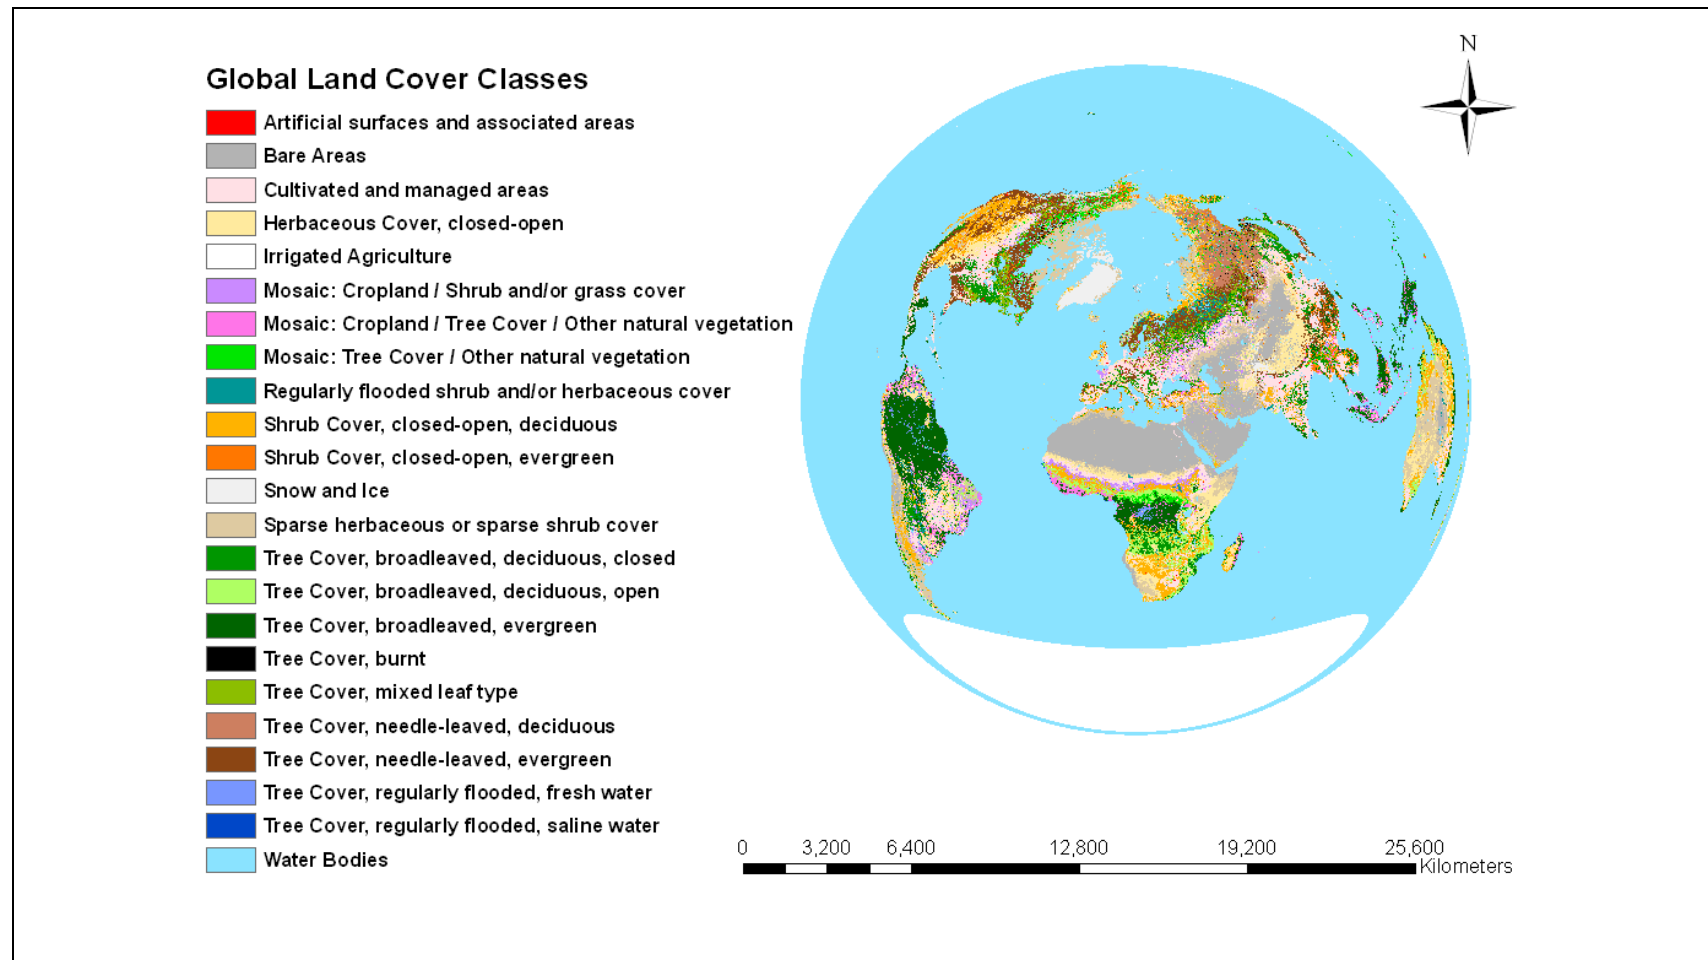 N
Global Land Cover Classes
Artificial surfaces and associated areas
Bare Areas
Cultivated and managed areas
Herbaceous Cover, closed-open
Irrigated Agriculture
Mosaic: Cropland / Shrub and/or grass cover
Mosaic: Cropland / Tree Cover / Other natural vegetation
Mosaic: Tree Cover / Other natural vegetation
Regularly flooded shrub and/or herbaceous cover
Shrub Cover, closed-open, deciduous
Shrub Cover, closed-open, evergreen
Snow and Ice
Sparse herbaceous or sparse shrub cover
Tree Cover, broadleaved, deciduous, closed
Tree Cover, broadleaved, deciduous, open
Tree Cover, broadleaved, evergreen
Tree Cover, burnt
Tree Cover, mixed leaf type
Tree Cover, needle-leaved, deciduous
Tree Cover, needle-leaved, evergreen
Tree Cover, regularly flooded, fresh water
Tree Cover, regularly flooded, saline water
Water Bodies
0 3,200 6,400 12,800 19,200 25,600
Kilometers